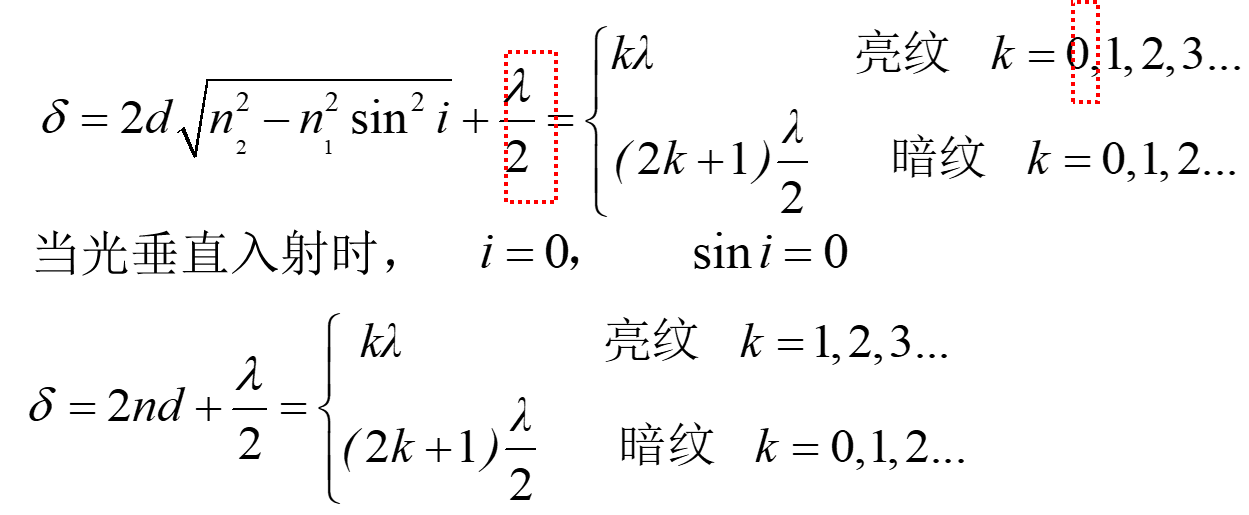 δ = 2d√(n₂² − n₁² sin² i) + λ/2 = { kλ 亮纹 k = 0,1,2,3...
(2k+1)λ/2 暗纹 k = 0,1,2...
当光垂直入射时， i = 0， sin i = 0
δ = 2nd + λ/2 = { kλ 亮纹 k = 1,2,3...
(2k+1)λ/2 暗纹 k = 0,1,2...